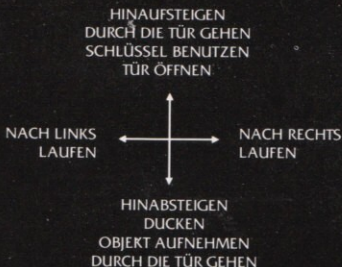 HINAUFSTEIGEN
DURCH DIE TÜR GEHEN
SCHLÜSSEL BENUTZEN
TÜR ÖFFNEN
NACH LINKS
LAUFEN
NACH RECHTS
LAUFEN
HINABSTEIGEN
DUCKEN
OBJEKT AUFNEHMEN
DURCH DIE TÜR GEHEN